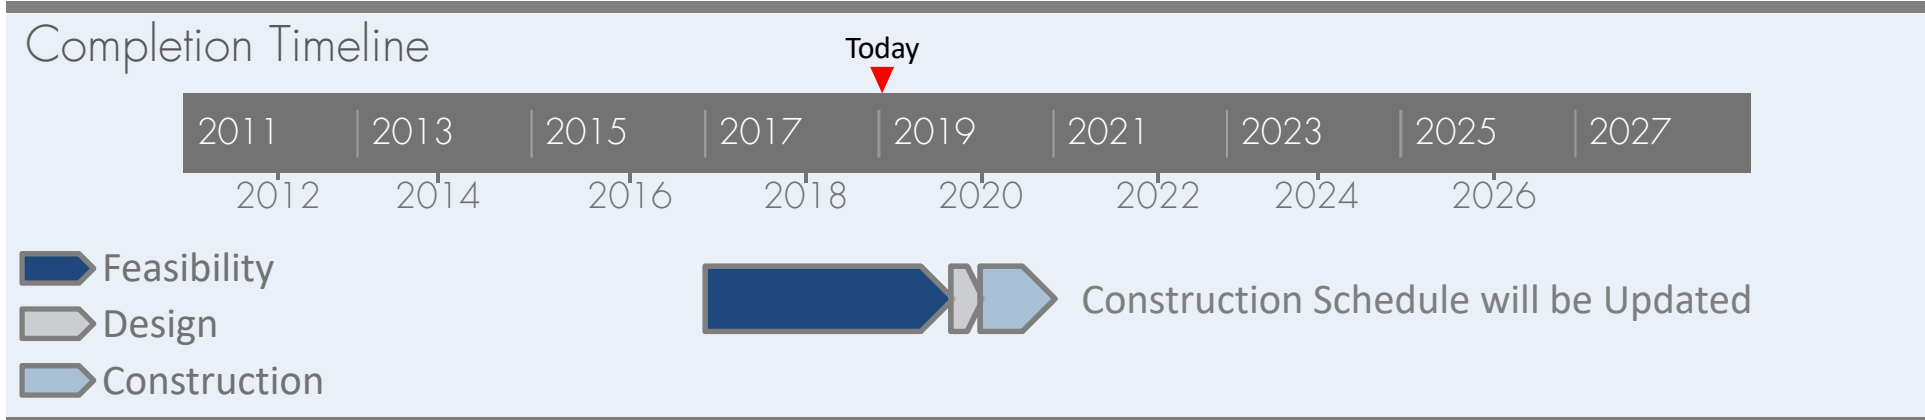 Completion Timeline
Today
2011 2013 2015 2017 2019 2021 2023 2025 2027
2012 2014 2016 2018 2020 2022 2024 2026
Feasibility
Design
Construction
Construction Schedule will be Updated